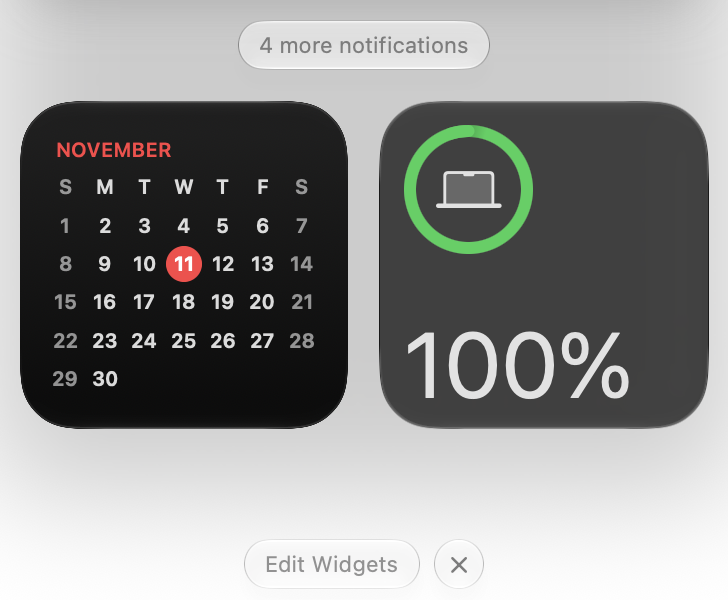 4 more notifications
NOVEMBER
S M T W T F S
1 2 3 4 5 6 7
8 9 10 11 12 13 14
15 16 17 18 19 20 21
22 23 24 25 26 27 28
29 30
100%
Edit Widgets